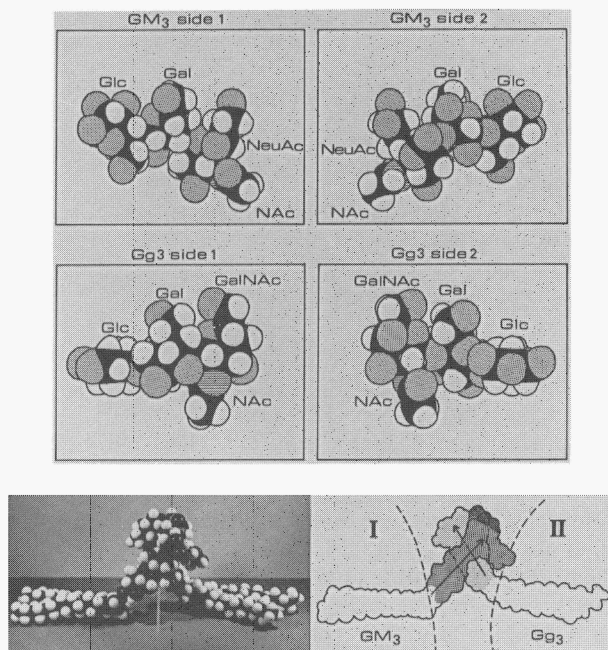 GM₃ side 1
GM₃ side 2
Glc
Gal
NeuAc
NAc
Gal
Glc
NeuAc
NAc
Gg3 side 1
Gg3 side 2
Glc
Gal
GalNAc
NAc
GalNAc
Gal
Glc
NAc
I
II
GM₃
Gg₃